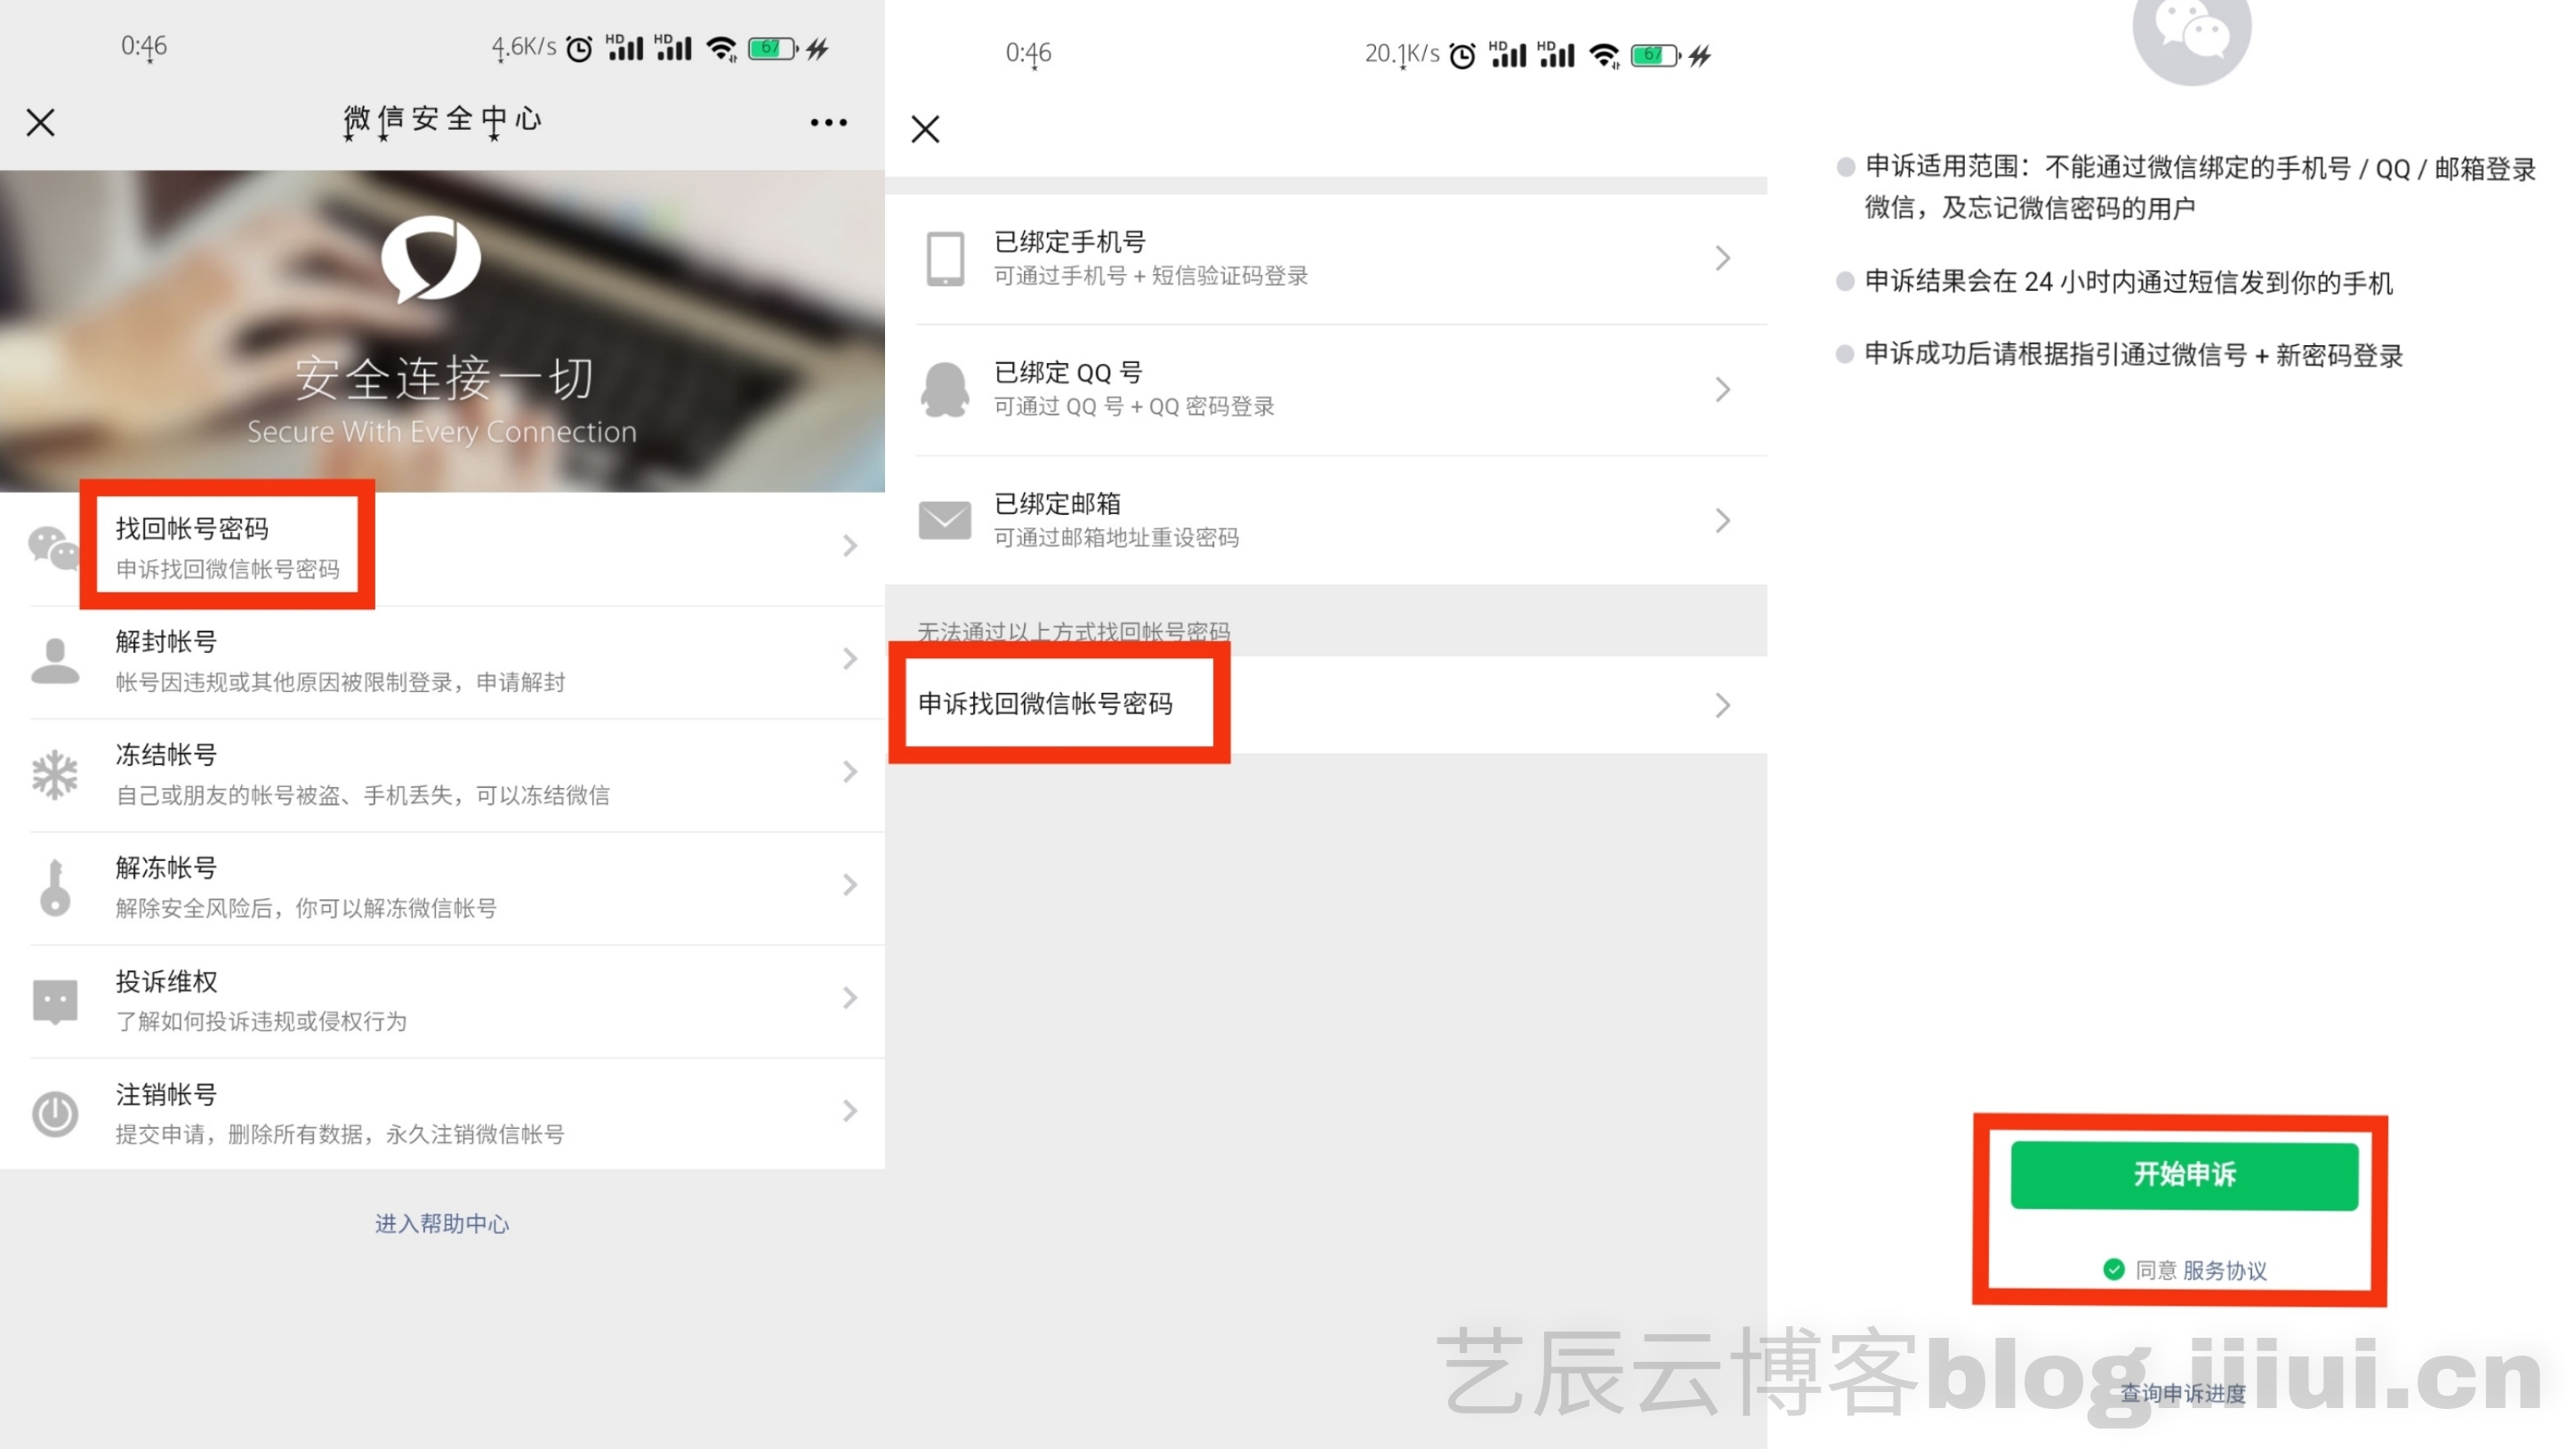 0:46
4.6K/s
HD
HD
67
微信安全中心
安全连接一切
Secure With Every Connection
找回帐号密码
申诉找回微信帐号密码
解封帐号
帐号因违规或其他原因被限制登录，申请解封
冻结帐号
自己或朋友的帐号被盗、手机丢失，可以冻结微信
解冻帐号
解除安全风险后，你可以解冻微信帐号
投诉维权
了解如何投诉违规或侵权行为
注销帐号
提交申请，删除所有数据，永久注销微信帐号
进入帮助中心
0:46
20.1K/s
HD
HD
67
已绑定手机号
可通过手机号 + 短信验证码登录
已绑定 QQ 号
可通过 QQ 号 + QQ 密码登录
已绑定邮箱
可通过邮箱地址重设密码
无法通过以上方式找回帐号密码
申诉找回微信帐号密码
申诉适用范围：不能通过微信绑定的手机号 / QQ / 邮箱登录
微信，及忘记微信密码的用户
申诉结果会在 24 小时内通过短信发到你的手机
申诉成功后请根据指引通过微信号 + 新密码登录
开始申诉
同意 服务协议
查询申诉进度
艺辰云博客blog.iiiui.cn